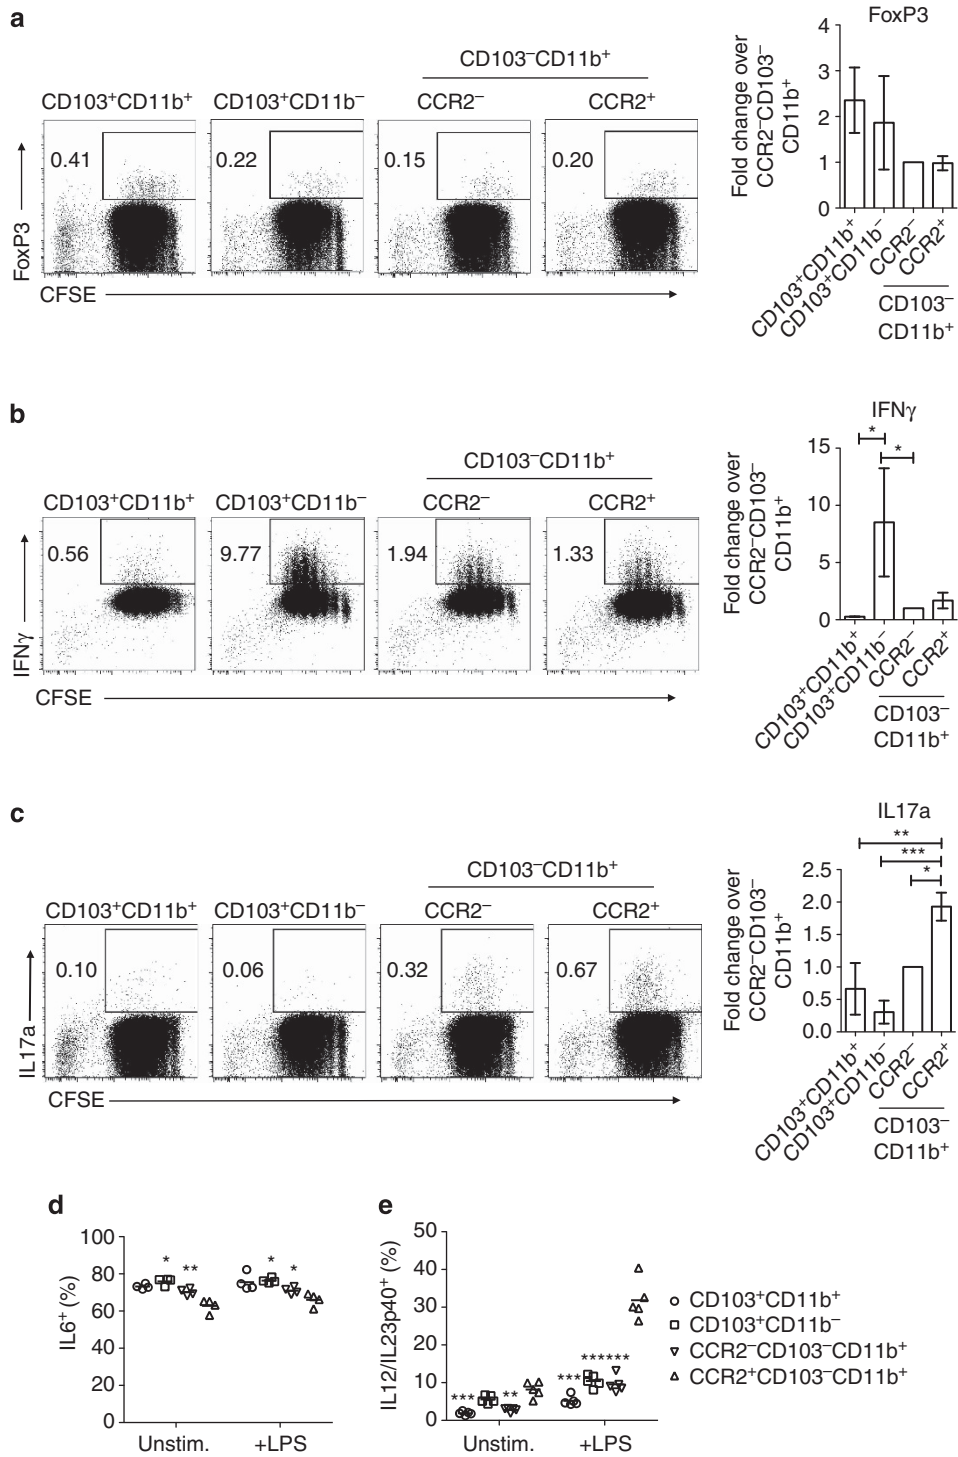 a
CD103–CD11b+
CD103+CD11b+
CD103+CD11b–
CCR2–
CCR2+
0.41
0.22
0.15
0.20
FoxP3
CFSE
FoxP3
Fold change over
CCR2–CD103–
CD11b+
4
3
2
1
0
CD103+CD11b+
CD103+CD11b–
CCR2–
CCR2+
CD103–
CD11b+
b
CD103–CD11b+
CD103+CD11b+
CD103+CD11b–
CCR2–
CCR2+
0.56
9.77
1.94
1.33
IFNγ
CFSE
IFNγ
*
*
Fold change over
CCR2–CD103–
CD11b+
15
10
5
0
CD103+CD11b+
CD103+CD11b–
CCR2–
CCR2+
CD103–
CD11b+
c
CD103–CD11b+
CD103+CD11b+
CD103+CD11b–
CCR2–
CCR2+
0.10
0.06
0.32
0.67
IL17a
CFSE
IL17a
**
***
*
Fold change over
CCR2–CD103–
CD11b+
2.5
2.0
1.5
1.0
0.5
0.0
CD103+CD11b+
CD103+CD11b–
CCR2–
CCR2+
CD103–
CD11b+
d
IL6+ (%)
100
80
60
40
20
0
* ** * *
Unstim. +LPS
e
IL12/IL23p40+ (%)
50
40
30
20
10
0
*** ** *** ******
Unstim. +LPS
CD103+CD11b+
CD103+CD11b–
CCR2–CD103–CD11b+
CCR2+CD103–CD11b+